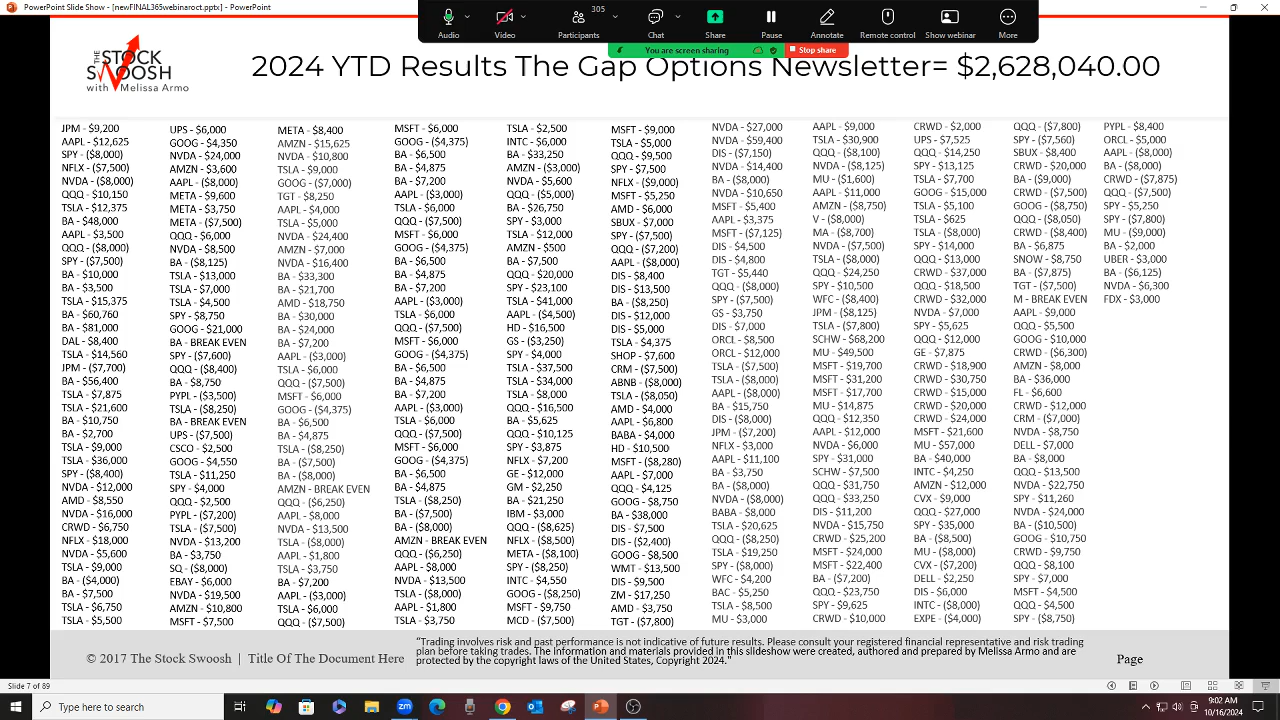 PowerPoint Slide Show - [newFINAL365webinaroct.pptx] - PowerPoint
305
Audio Video Participants Chat Share Pause Annotate Remote control Show webinar More
You are screen sharing Stop share
THE STOCK SWOOSH
with Melissa Armo
2024 YTD Results The Gap Options Newsletter= $2,628,040.00
JPM - $9,200
AAPL - $12,625
SPY - ($8,000)
NFLX - ($7,500)
NVDA - ($8,000)
QQQ - $10,150
TSLA - $12,375
BA - $48,000
AAPL - $3,500
QQQ - ($8,000)
SPY - ($7,500)
BA - $10,000
BA - $3,500
TSLA - $15,375
BA - $60,760
BA - $81,000
DAL - $8,400
TSLA - $14,560
JPM - ($7,700)
BA - $56,400
TSLA - $7,875
TSLA - $21,600
BA - $10,750
BA - $2,700
TSLA - $9,000
TSLA - $36,000
SPY - ($8,400)
NVDA - $12,000
AMD - $8,550
NVDA - $16,000
CRWD - $6,750
NFLX - $18,000
NVDA - $5,600
TSLA - $9,000
BA - ($4,000)
BA - $7,500
TSLA - $6,750
TSLA - $5,500
UPS - $6,000
GOOG - $4,350
NVDA - $24,000
AMZN - $3,600
AAPL - ($8,000)
META - $9,600
META - $3,750
META - ($7,500)
QQQ - $6,000
NVDA - $8,500
BA - ($8,125)
TSLA - $13,000
TSLA - $7,000
TSLA - $4,500
SPY - $8,750
GOOG - $21,000
BA - BREAK EVEN
SPY - ($7,600)
QQQ - ($8,400)
BA - $8,750
PYPL - ($3,500)
TSLA - ($8,250)
BA - BREAK EVEN
UPS - ($7,500)
CSCO - $2,500
GOOG - $4,550
TSLA - $11,250
SPY - $4,000
QQQ - $2,500
PYPL - ($7,200)
TSLA - ($7,500)
NVDA - $13,200
BA - $3,750
SQ - ($8,000)
EBAY - $6,000
NVDA - $19,500
AMZN - $10,800
MSFT - $7,500
META - $8,400
AMZN - $15,625
NVDA - $10,800
TSLA - $9,000
GOOG - ($7,000)
TGT - $8,250
AAPL - $4,000
TSLA - $5,000
NVDA - $24,400
AMZN - $7,000
NVDA - $16,400
BA - $33,300
BA - $21,700
AMD - $18,750
BA - $30,000
BA - $24,000
BA - $7,200
AAPL - ($3,000)
TSLA - $6,000
QQQ - ($7,500)
MSFT - $6,000
GOOG - ($4,375)
BA - $6,500
BA - $4,875
TSLA - ($8,250)
BA - ($7,500)
BA - ($8,000)
AMZN - BREAK EVEN
QQQ - ($6,250)
AAPL - $8,000
NVDA - $13,500
TSLA - ($8,000)
AAPL - $1,800
TSLA - $3,750
BA - $7,200
AAPL - ($3,000)
TSLA - $6,000
QQQ - ($7,500)
MSFT - $6,000
GOOG - ($4,375)
BA - $6,500
BA - $4,875
BA - $7,200
AAPL - ($3,000)
TSLA - $6,000
QQQ - ($7,500)
MSFT - $6,000
GOOG - ($4,375)
BA - $6,500
BA - $4,875
BA - $7,200
AAPL - ($3,000)
TSLA - $6,000
QQQ - ($7,500)
MSFT - $6,000
GOOG - ($4,375)
BA - $6,500
BA - $4,875
BA - $7,200
AAPL - ($3,000)
TSLA - $6,000
QQQ - ($7,500)
MSFT - $6,000
GOOG - ($4,375)
BA - $6,500
BA - $4,875
TSLA - ($8,250)
BA - ($7,500)
BA - ($8,000)
AMZN - BREAK EVEN
QQQ - ($6,250)
AAPL - $8,000
NVDA - $13,500
TSLA - ($8,000)
AAPL - $1,800
TSLA - $3,750
TSLA - $2,500
INTC - $6,000
BA - $33,250
AMZN - ($3,000)
NVDA - $5,600
QQQ - ($5,000)
BA - $26,750
SPY - $3,000
TSLA - $12,000
AMZN - $500
BA - $7,500
QQQ - $20,000
SPY - $23,100
TSLA - $41,000
AAPL - ($4,500)
HD - $16,500
GS - ($3,250)
SPY - $4,000
TSLA - $37,500
TSLA - $34,000
TSLA - $8,000
QQQ - $16,500
BA - $5,625
QQQ - $10,125
SPY - $3,875
NFLX - $7,200
GE - $12,000
GM - $2,250
BA - $21,250
IBM - $3,000
QQQ - ($8,625)
NFLX - ($8,500)
META - ($8,100)
SPY - ($8,250)
INTC - $4,550
GOOG - ($8,250)
MSFT - $9,750
MCD - ($7,500)
MSFT - $9,000
TSLA - $5,000
QQQ - $9,500
SPY - $7,500
NFLX - ($9,000)
MSFT - $5,250
AMD - $6,000
SBUX - $7,000
SPY - ($7,500)
QQQ - ($7,200)
AAPL - ($8,000)
DIS - $8,400
DIS - $13,500
BA - ($8,250)
DIS - $12,000
DIS - $5,000
TSLA - $4,375
SHOP - $7,600
CRM - ($7,500)
ABNB - ($8,000)
TSLA - ($8,050)
AMD - $4,000
AAPL - $6,800
BABA - $4,000
HD - $10,500
MSFT - ($8,280)
AAPL - $7,000
QQQ - $4,125
GOOG - $8,750
BA - $38,000
DIS - $7,500
DIS - ($2,400)
GOOG - $8,500
WMT - $13,500
DIS - $9,500
ZM - $17,250
AMD - $3,750
TGT - ($7,800)
NVDA - $27,000
NVDA - $59,400
DIS - ($7,150)
NVDA - $14,400
BA - ($8,000)
NVDA - $10,650
MSFT - $5,400
AAPL - $3,375
MSFT - ($7,125)
DIS - $4,500
DIS - $4,800
TGT - $5,440
QQQ - ($8,000)
SPY - ($7,500)
GS - $3,750
DIS - $7,000
ORCL - $8,500
ORCL - $12,000
TSLA - ($7,500)
TSLA - ($8,000)
AAPL - ($8,000)
BA - $15,750
DIS - ($8,000)
JPM - ($7,200)
NFLX - $3,000
AAPL - $11,100
BA - $3,750
BA - ($8,000)
NVDA - ($8,000)
BABA - $8,000
TSLA - $20,625
QQQ - ($8,250)
TSLA - $19,250
SPY - ($8,000)
WFC - $4,200
BAC - $5,250
TSLA - $8,500
MU - $3,000
AAPL - $9,000
TSLA - $30,900
QQQ - ($8,100)
NVDA - ($8,125)
MU - ($1,600)
AAPL - $11,000
AMZN - ($8,750)
V - ($8,000)
MA - ($8,700)
NVDA - ($7,500)
TSLA - ($8,000)
QQQ - $24,250
SPY - $10,500
WFC - ($8,400)
JPM - ($8,125)
TSLA - ($7,800)
SCHW - $68,200
MU - $49,500
MSFT - $19,700
MSFT - $31,200
MSFT - $17,700
MU - $14,875
QQQ - $12,350
AAPL - $12,000
NVDA - $6,000
SPY - $31,000
SCHW - $7,500
QQQ - $31,750
QQQ - $33,250
DIS - $11,200
NVDA - $15,750
CRWD - $25,200
MSFT - $24,000
MSFT - $22,400
BA - ($7,200)
QQQ - $23,750
SPY - $9,625
CRWD - $10,000
CRWD - $2,000
UPS - $7,525
QQQ - $14,250
SPY - $13,125
TSLA - $7,700
GOOG - $15,000
TSLA - $5,100
TSLA - $625
TSLA - ($8,000)
SPY - $14,000
QQQ - $13,000
CRWD - $37,000
QQQ - $18,500
CRWD - $32,000
NVDA - $7,000
SPY - $5,625
QQQ - $12,000
GE - $7,875
CRWD - $18,900
CRWD - $30,750
CRWD - $15,000
CRWD - $20,000
CRWD - $24,000
MSFT - $21,600
MU - $57,000
BA - $40,000
INTC - $4,250
AMZN - $12,000
CVX - $9,000
QQQ - $27,000
SPY - $35,000
BA - ($8,500)
MU - ($8,000)
CVX - ($7,200)
DELL - $2,250
DIS - $6,000
INTC - ($8,000)
EXPE - ($4,000)
QQQ - ($7,800)
SPY - ($7,560)
SBUX - $8,400
CRWD - $20,000
BA - ($9,000)
CRWD - ($7,500)
GOOG - ($8,750)
QQQ - ($8,050)
CRWD - ($8,400)
BA - $6,875
SNOW - $8,750
BA - ($7,875)
TGT - ($7,500)
M - BREAK EVEN
AAPL - $9,000
QQQ - $5,500
GOOG - $10,000
CRWD - ($6,300)
AMZN - $8,000
BA - $36,000
FL - $6,600
CRWD - $12,000
CRM - ($7,000)
NVDA - $8,750
DELL - $7,000
BA - $8,000
QQQ - $13,500
NVDA - $22,750
SPY - $11,260
NVDA - $24,000
BA - ($10,500)
GOOG - $10,750
CRWD - $9,750
QQQ - $8,100
SPY - $7,000
MSFT - $4,500
QQQ - $4,500
SPY - ($8,750)
PYPL - $8,400
ORCL - $5,000
AAPL - ($8,000)
BA - ($8,000)
CRWD - ($7,875)
QQQ - ($7,500)
SPY - $5,250
SPY - ($7,800)
MU - ($9,000)
BA - $2,000
UBER - $3,000
BA - ($6,125)
NVDA - $6,300
FDX - $3,000
© 2017 The Stock Swoosh | Title Of The Document Here
"Trading involves risk and past performance is not indicative of future results. Please consult your registered financial representative and risk trading
plan before taking trades. The information and materials provided in this slideshow were created, authored and prepared by Melissa Armo and are
protected by the copyright laws of the United States, Copyright 2024."
Page
Slide 7 of 89
Type here to search
9:02 AM
10/16/2024